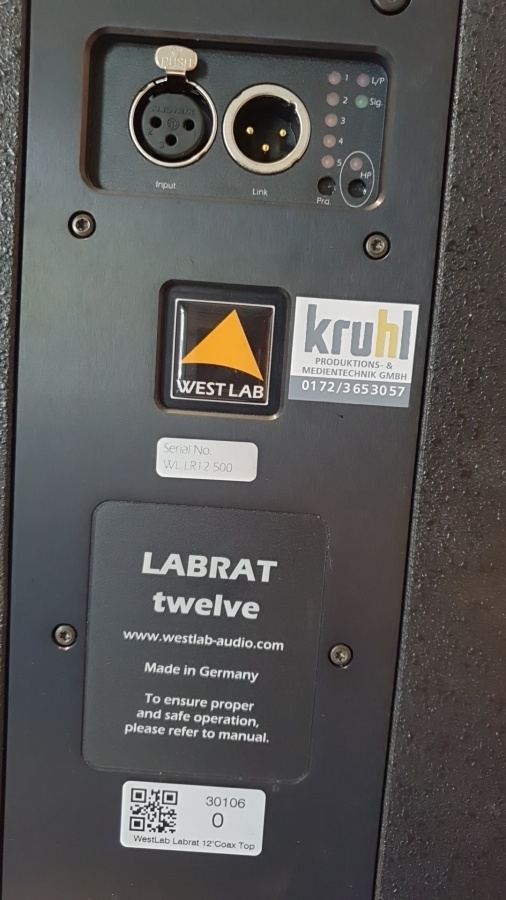 PUSH
1 L/P
2 Sig.
3
4
5 HP
Input
Link
Prg.
WEST LAB
kruhl
PRODUKTIONS- &
MEDIENTECHNIK GMBH
0172/3653057
Serial No.
WL LR12 500
LABRAT
twelve
www.westlab-audio.com
Made in Germany
To ensure proper
and safe operation,
please refer to manual.
30106
0
WestLab Labrat 12"Coax Top